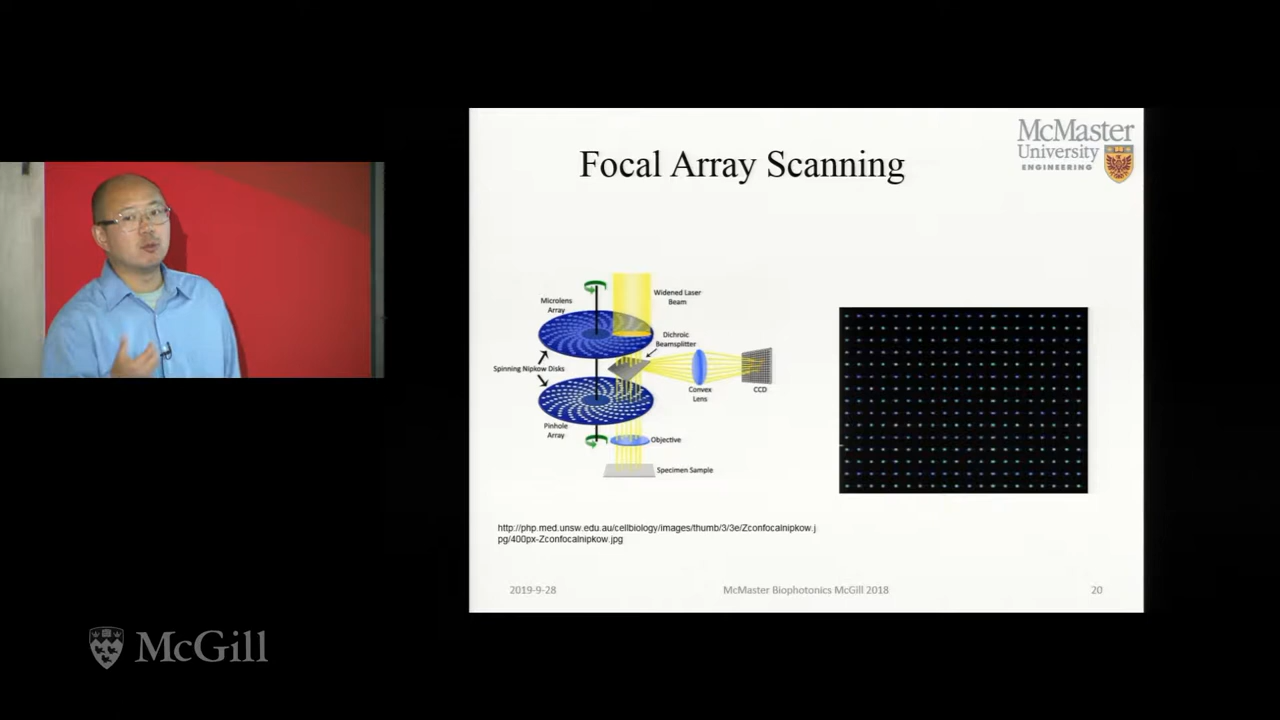 McMaster
University
ENGINEERING
Focal Array Scanning
Widened Laser
Beam
Microlens
Array
Dichroic
Beamsplitter
Spinning Nipkow Disks
Convex
Lens
CCD
Pinhole
Array
Objective
Specimen Sample
http://php.med.unsw.edu.au/cellbiology/images/thumb/3/3e/Zconfocalnipkow.j
pg/400px-Zconfocalnipkow.jpg
2019-9-28
McMaster Biophotonics McGill 2018
20
McGill